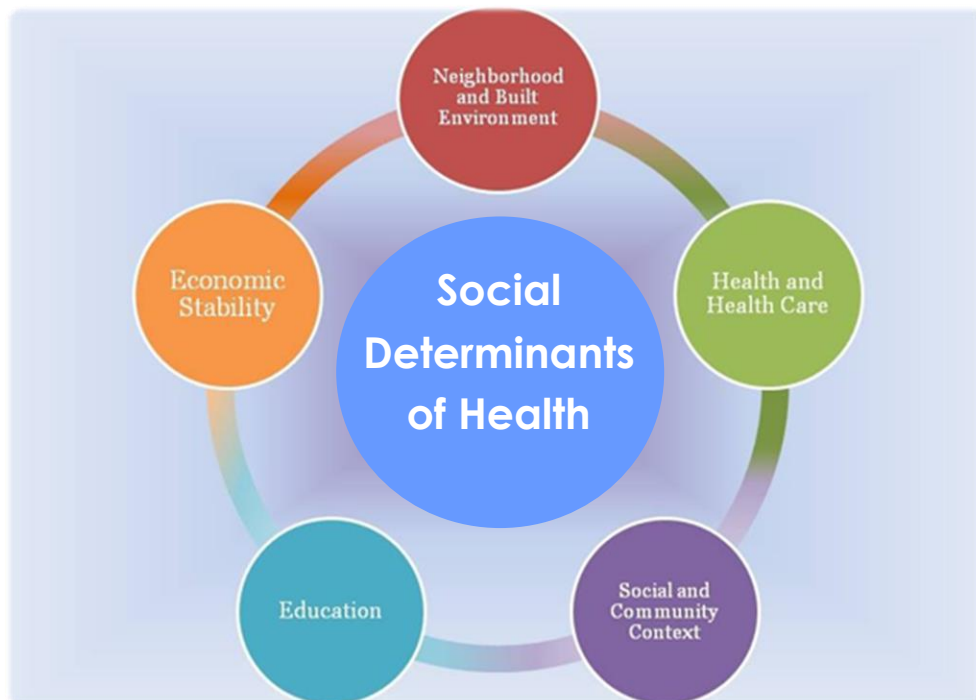 Neighborhood
and Built
Environment
Economic
Stability
Social
Determinants
of Health
Health and
Health Care
Education
Social and
Community
Context